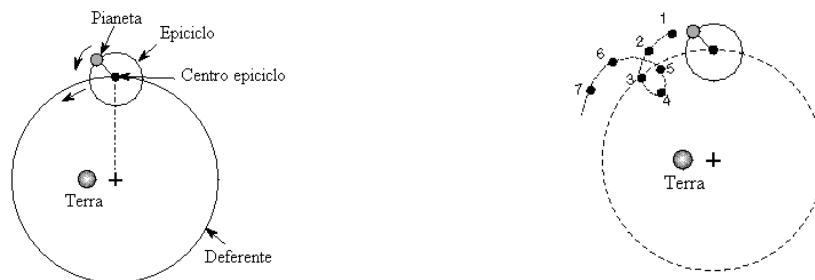 Pianeta
Epiciclo
Centro epiciclo
Terra
Deferente
1
2
3
4
5
6
7
Terra